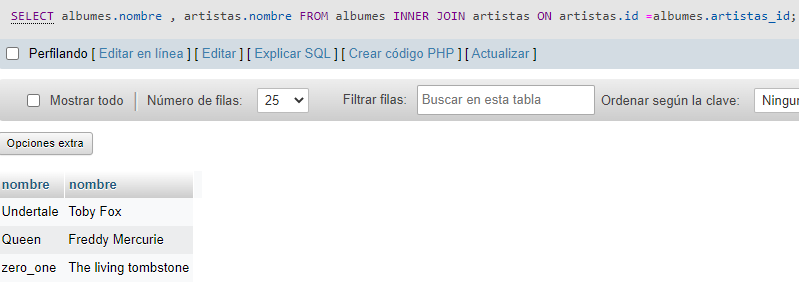 SELECT albumes.nombre , artistas.nombre FROM albumes INNER JOIN artistas ON artistas.id =albumes.artistas_id;
Perfilando [ Editar en línea ] [ Editar ] [ Explicar SQL ] [ Crear código PHP ] [ Actualizar ]
Mostrar todo Número de filas: 25 Filtrar filas: Buscar en esta tabla Ordenar según la clave: Ningun
Opciones extra
nombre nombre
Undertale Toby Fox
Queen Freddy Mercurie
zero_one The living tombstone